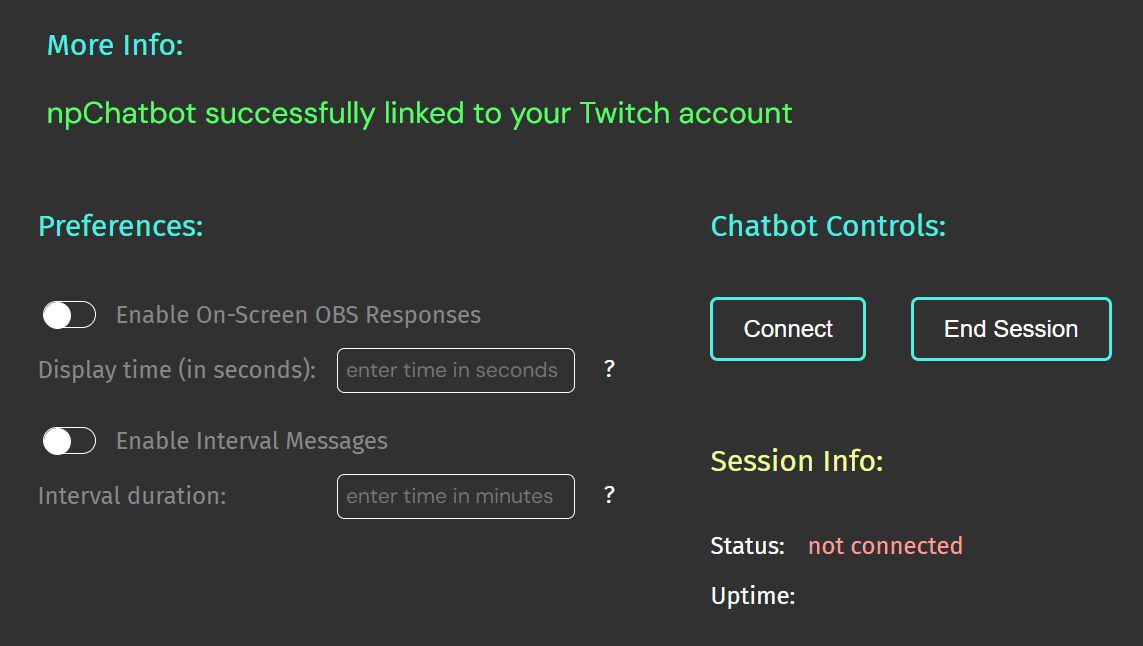 More Info:
npChatbot successfully linked to your Twitch account
Preferences:
Enable On-Screen OBS Responses
Display time (in seconds):
enter time in seconds
?
Enable Interval Messages
Interval duration:
enter time in minutes
?
Chatbot Controls:
Connect
End Session
Session Info:
Status: not connected
Uptime: